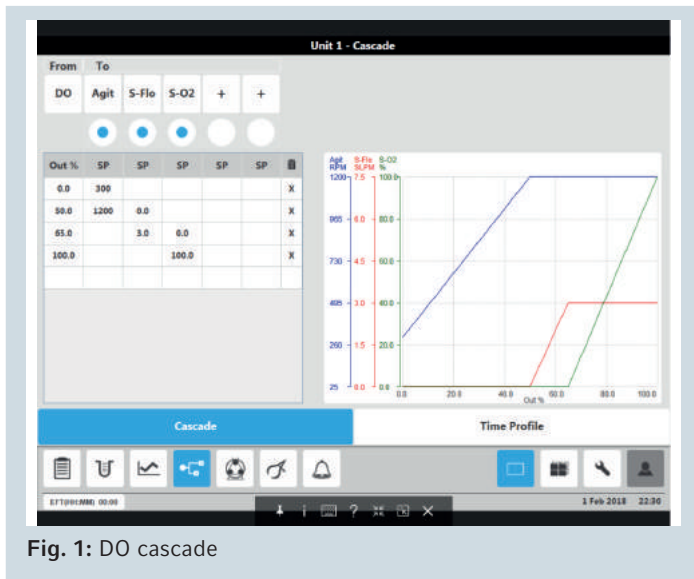 Unit 1 - Cascade
From To
DO Agit S-Flo S-O2 + +
Out % SP SP SP SP SP
0.0 300 X
50.0 1200 0.0 X
65.0 3.0 0.0 X
100.0 100.0 X
Agit S-Flo S-O2
RPM SLPM %
1200 7.5 100.0
965 6.0 80.0
730 4.5 60.0
495 3.0 40.0
260 1.5 20.0
25 0.0 0.0
0.0 20.0 40.0 60.0 80.0 100.0
Out %
Cascade Time Profile
EFT(HH:MM) 00:00 i ? X 1 Feb 2018 22:30
Fig. 1: DO cascade